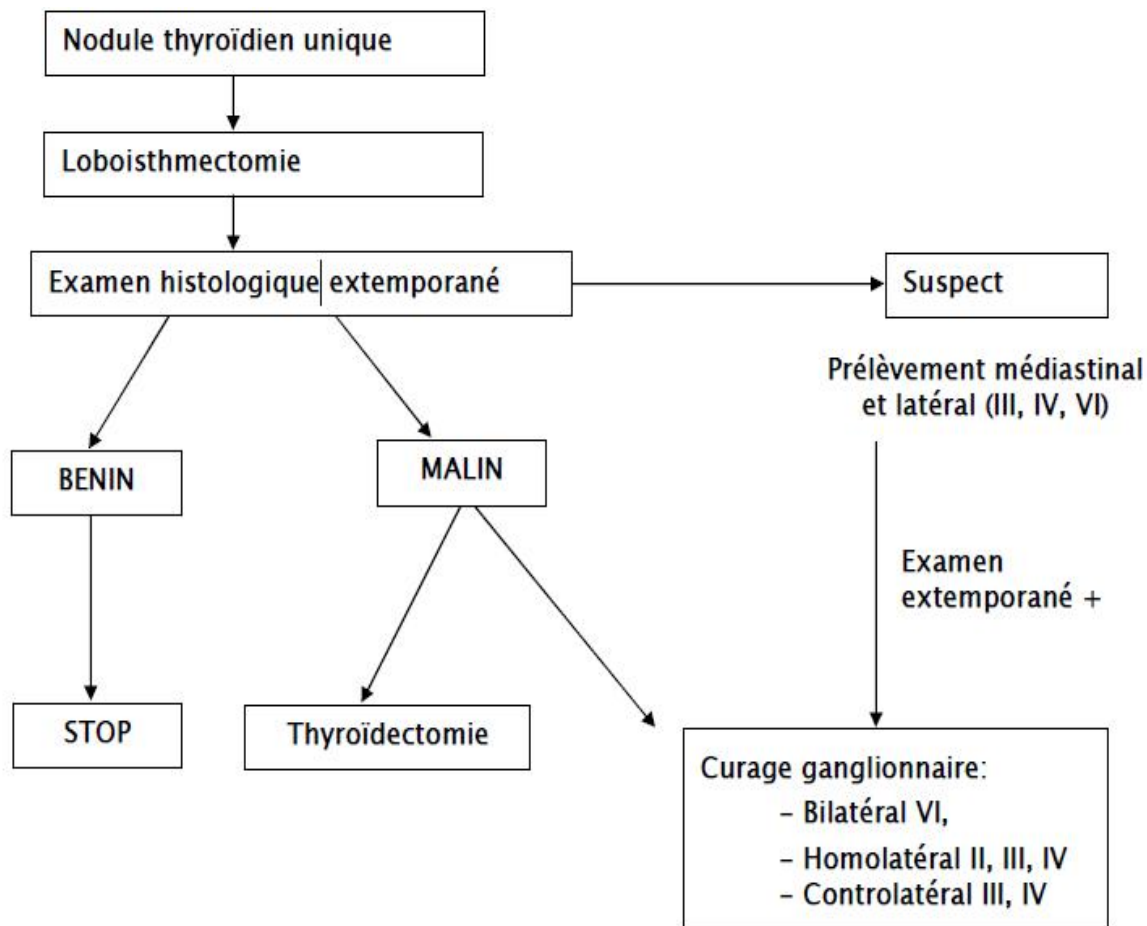 Nodule thyroïdien unique
Loboisthmectomie
Examen histologique extemporané
Suspect
Prélèvement médiastinal
et latéral (III, IV, VI)
BENIN
MALIN
Examen
extemporané +
STOP
Thyroïdectomie
Curage ganglionnaire:
– Bilatéral VI,
– Homolatéral II, III, IV
– Controlatéral III, IV